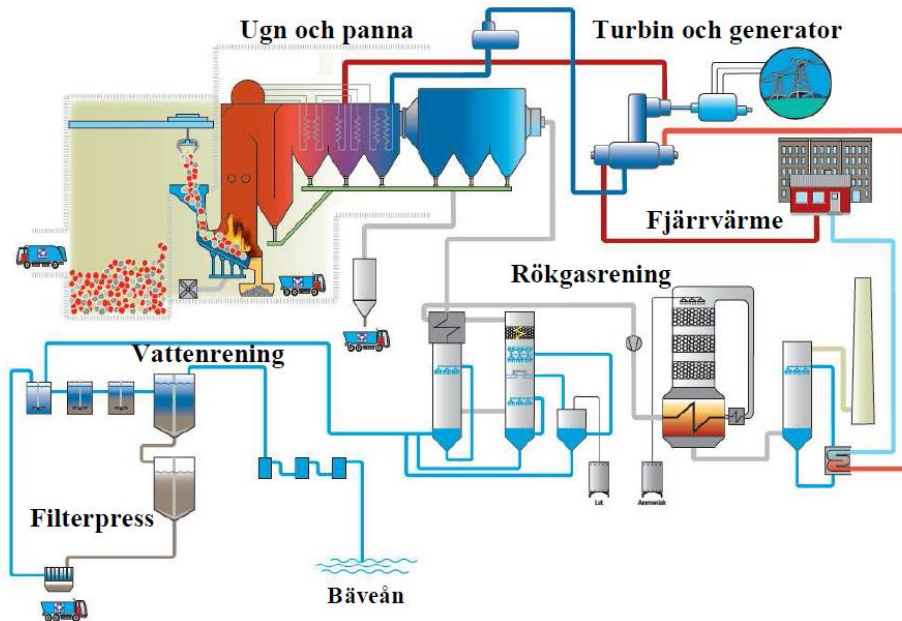 Ugn och panna
Turbin och generator
Fjärrvärme
Rökgasrening
Vattenrening
Lut
Ammoniak
Filterpress
Bäveån